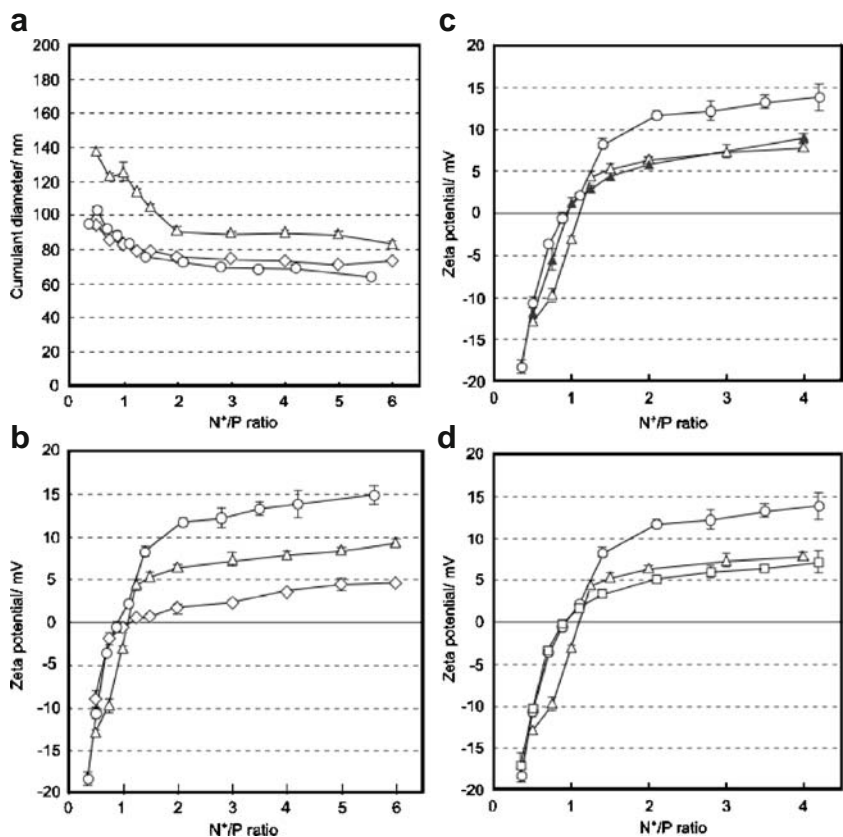 a
200
180
160
140
120
100
80
60
40
20
0
Cumulant diameter/ nm
0 1 2 3 4 5 6
N⁺/P ratio
b
20
15
10
5
0
-5
-10
-15
-20
Zeta potential/ mV
0 1 2 3 4 5 6
N⁺/P ratio
c
20
15
10
5
0
-5
-10
-15
-20
Zeta potential/ mV
0 1 2 3 4
N⁺/P ratio
d
20
15
10
5
0
-5
-10
-15
-20
Zeta potential/ mV
0 1 2 3 4
N⁺/P ratio